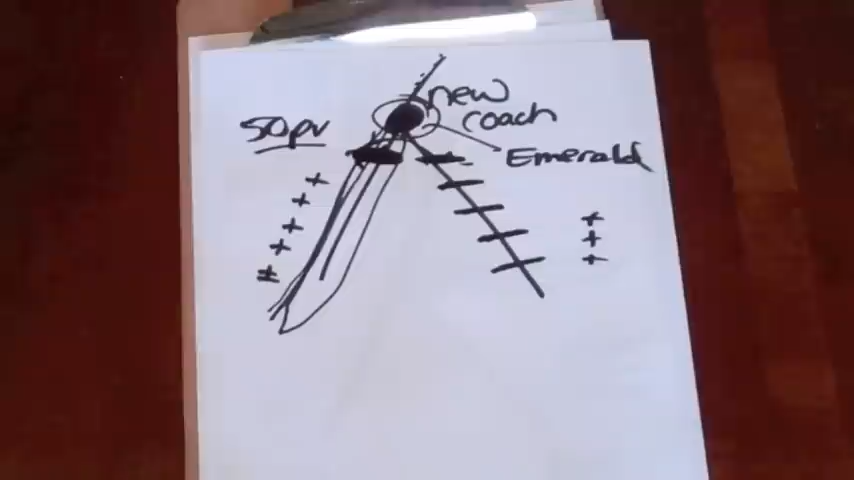 new
50pv
coach
Emerald
+
+
+
+
+
+
+
±